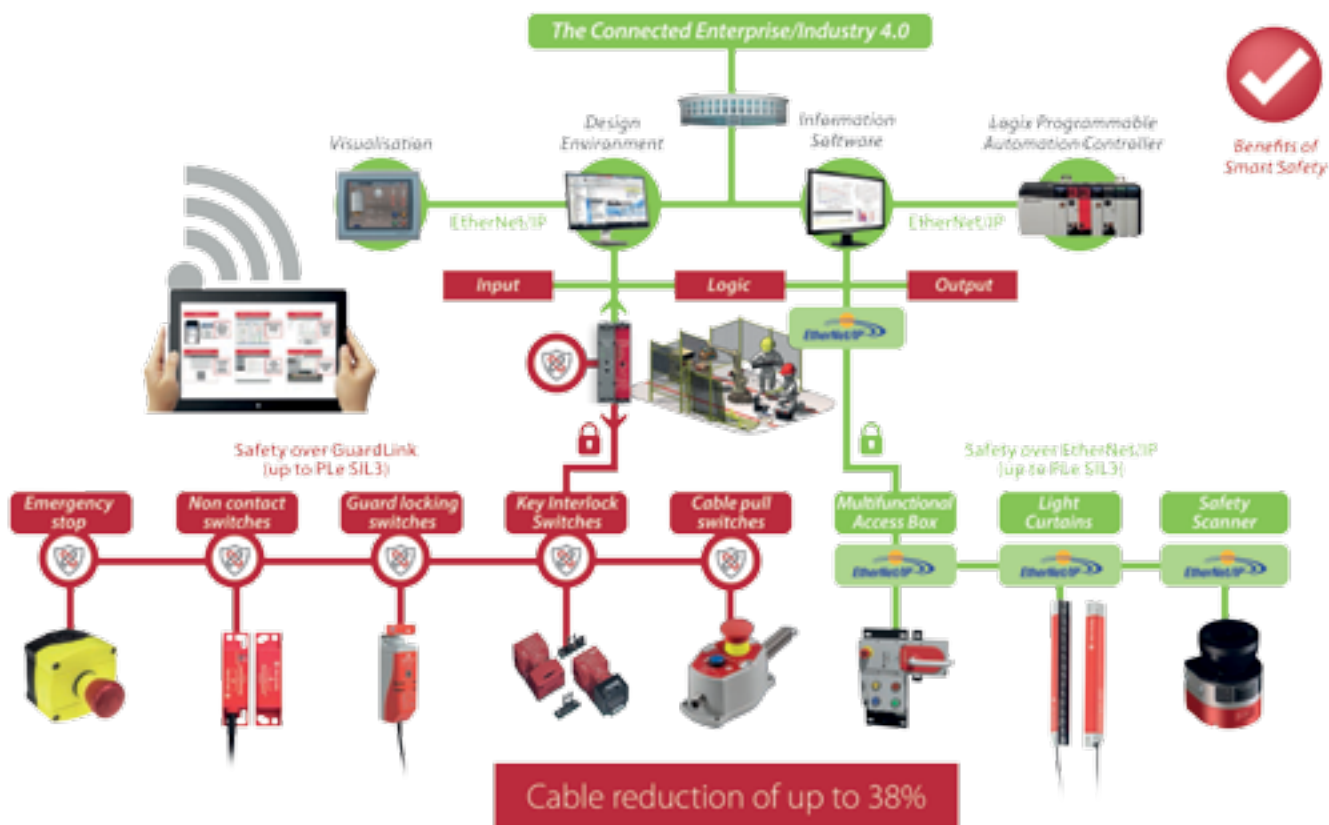 The Connected Enterprise/Industry 4.0
Visualisation
Design
Environment
Information
Software
Logix Programmable
Automation Controller
Benefits of
Smart Safety
EtherNet/IP
EtherNet/IP
Input
Logic
Output
EtherNet/IP
Safety over GuardLink
(up to PLe SIL3)
Safety over EtherNet/IP
(up to PLe SIL3)
Emergency
stop
Non contact
switches
Guard locking
switches
Key Interlock
Switches
Cable pull
switches
Multifunctional
Access Box
Light
Curtains
Safety
Scanner
EtherNet/IP
EtherNet/IP
EtherNet/IP
Cable reduction of up to 38%